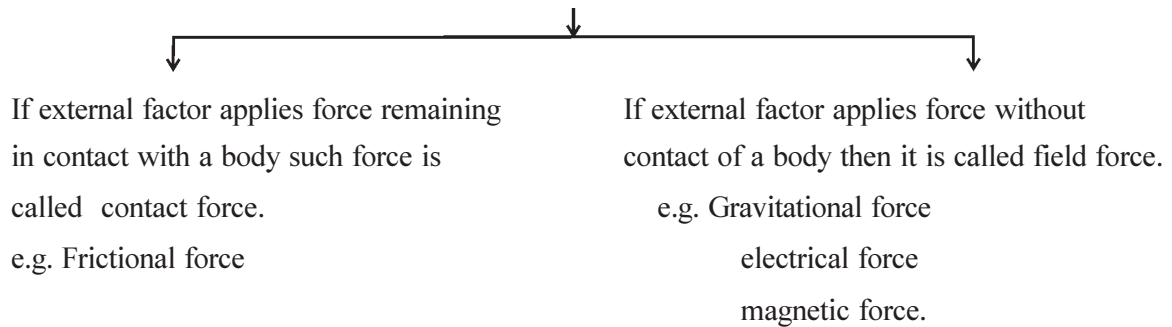 If external factor applies force remaining
in contact with a body such force is
called contact force.
e.g. Frictional force
If external factor applies force without
contact of a body then it is called field force.
e.g. Gravitational force
electrical force
magnetic force.